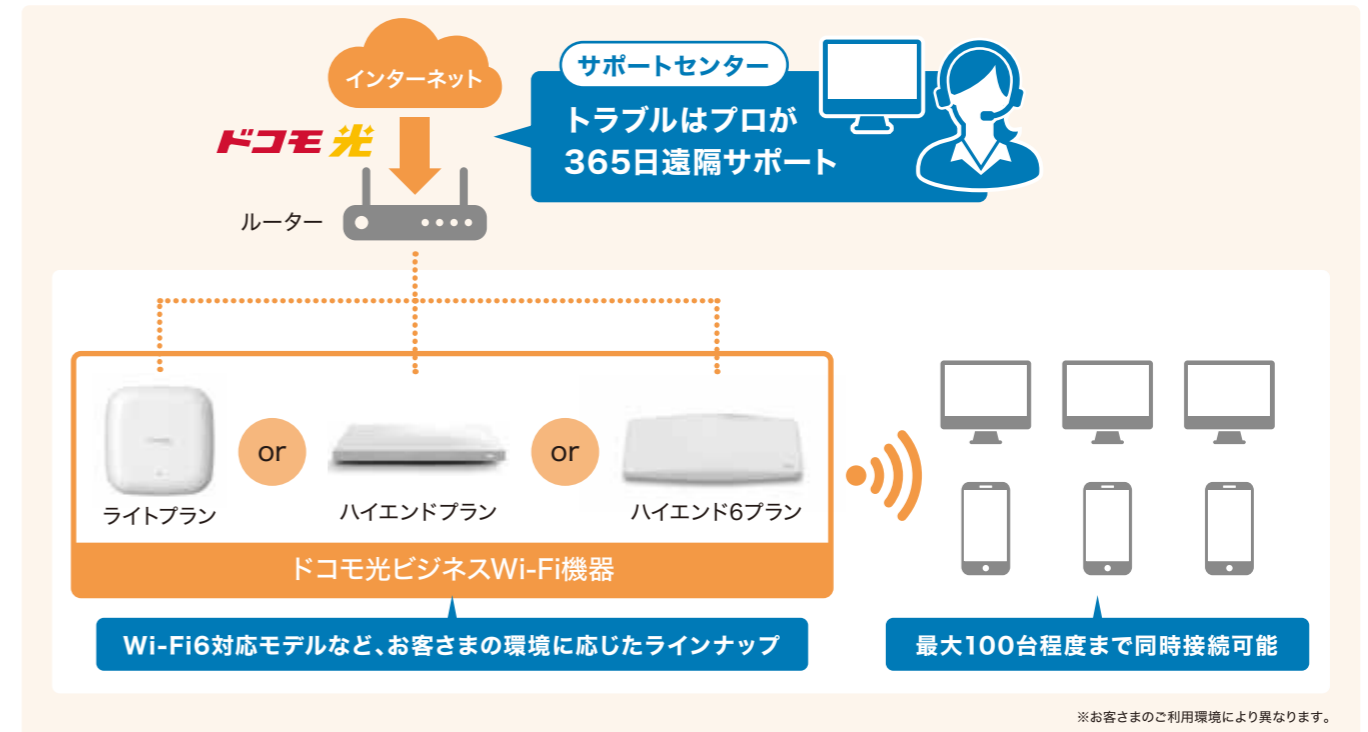 インターネット
サポートセンター
トラブルはプロが
365日遠隔サポート
ドコモ光
ルーター
or
or
ライトプラン
ハイエンドプラン
ハイエンド6プラン
ドコモ光ビジネスWi-Fi機器
Wi-Fi6対応モデルなど、お客さまの環境に応じたラインナップ
最大100台程度まで同時接続可能
※お客さまのご利用環境により異なります。